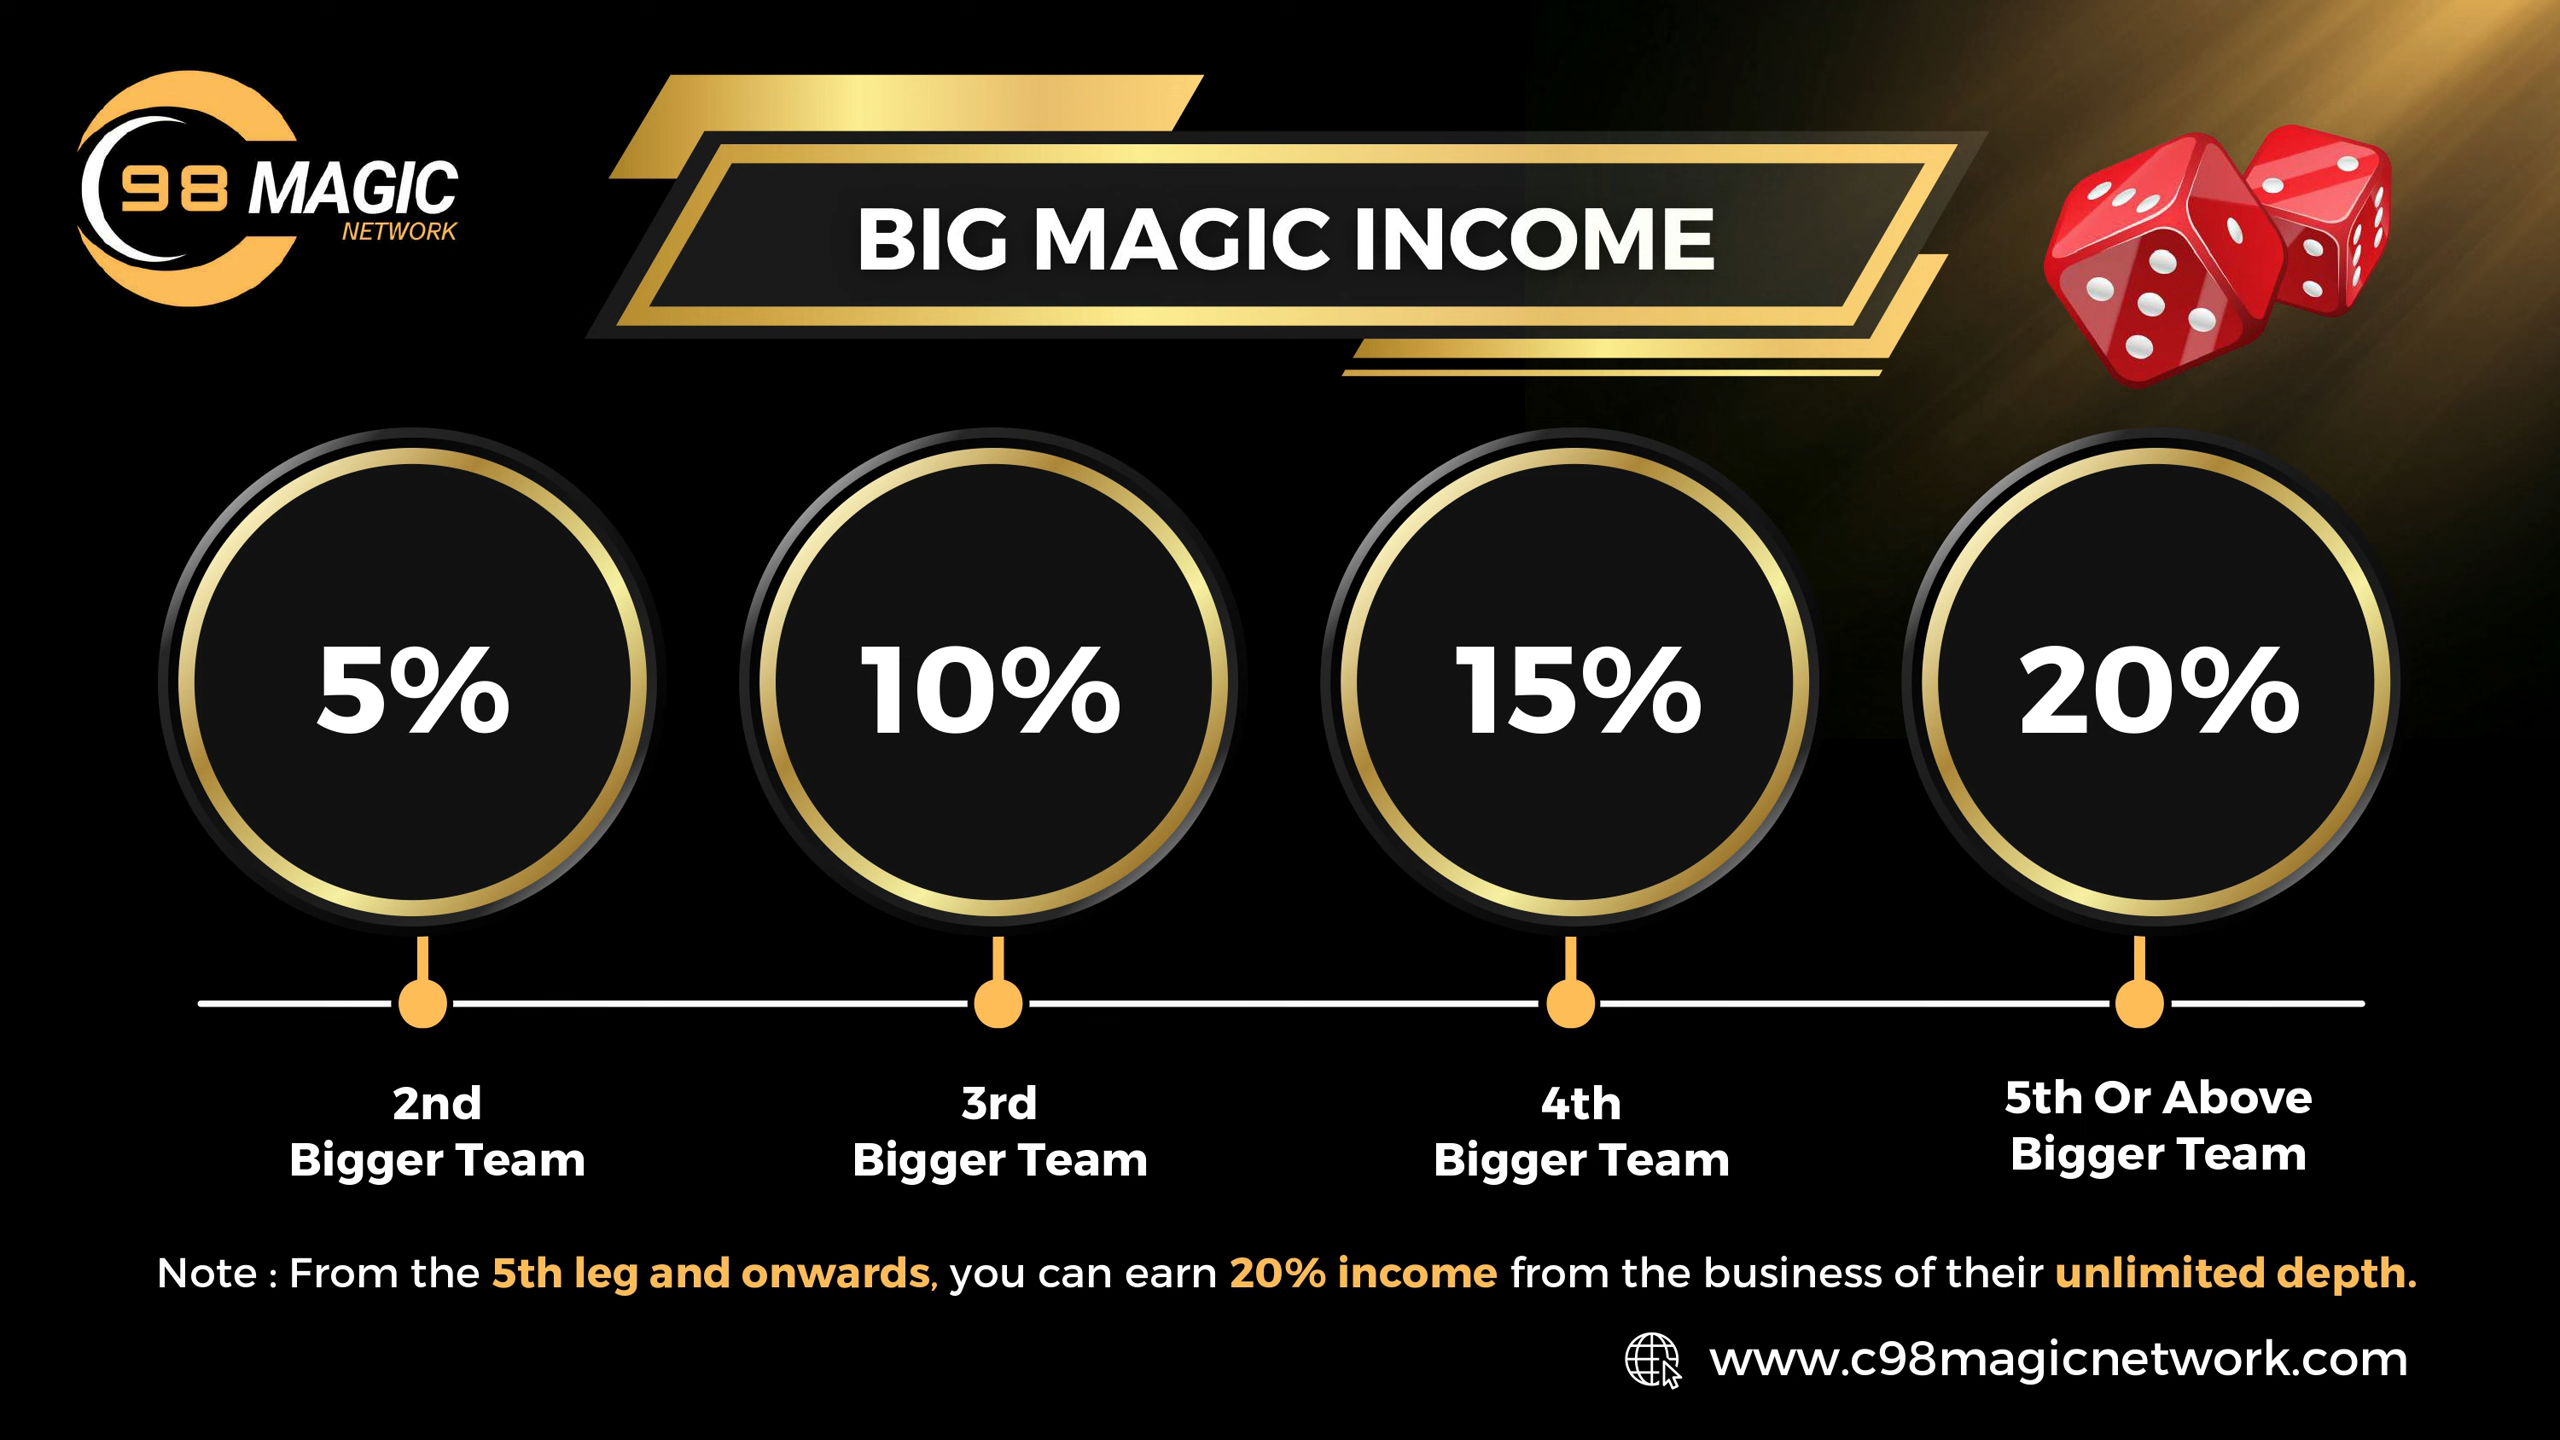 98 MAGIC
NETWORK
BIG MAGIC INCOME
5%
10%
15%
20%
2nd
Bigger Team
3rd
Bigger Team
4th
Bigger Team
5th Or Above
Bigger Team
Note : From the 5th leg and onwards, you can earn 20% income from the business of their unlimited depth.
www.c98magicnetwork.com